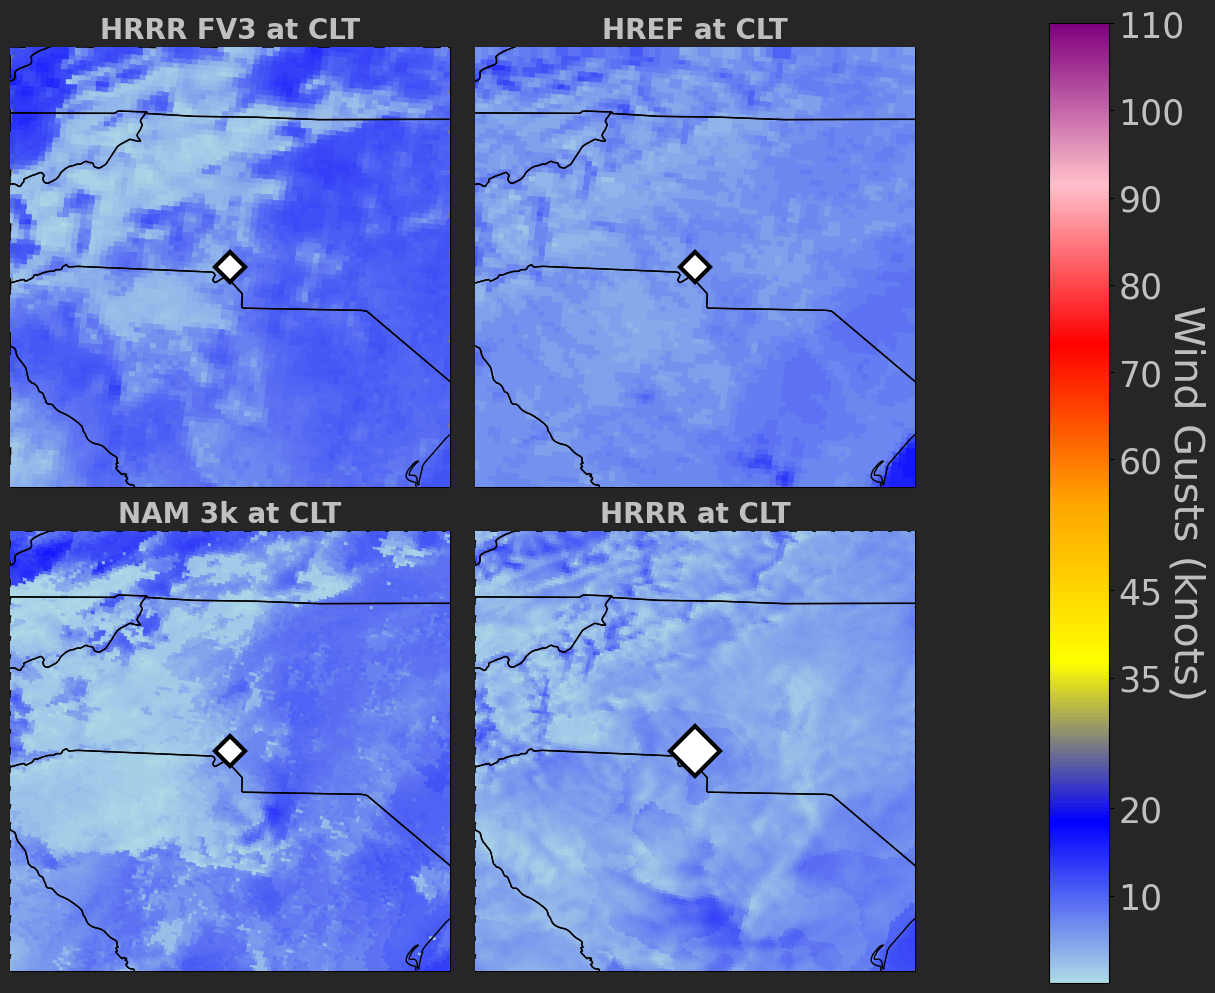 HRRR FV3 at CLT
HREF at CLT
NAM 3k at CLT
HRRR at CLT
110
100
90
80
70
60
45
35
20
10
Wind Gusts (knots)